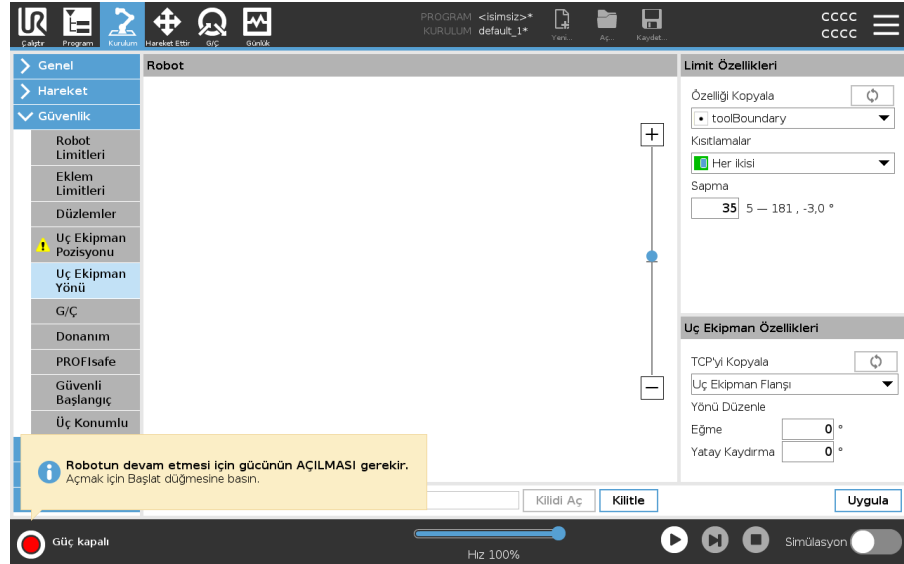 Çalıştır
Program
Kurulum
Hareket Ettir
G/Ç
Günlük
PROGRAM <isimsiz>*
KURULUM default_1*
Yeni...
Aç...
Kaydet...
cccc
cccc
Genel
Hareket
Güvenlik
Robot
Limitleri
Eklem
Limitleri
Düzlemler
Uç Ekipman
Pozisyonu
Uç Ekipman
Yönü
G/Ç
Donanım
PROFIsafe
Güvenli
Başlangıç
Üç Konumlu
Robot
Limit Özellikleri
Özelliği Kopyala
toolBoundary
Kısıtlamalar
Her ikisi
Sapma
35 5 — 181 , -3,0 °
Uç Ekipman Özellikleri
TCP'yi Kopyala
Uç Ekipman Flanşı
Yönü Düzenle
Eğme 0 °
Yatay Kaydırma 0 °
Robotun devam etmesi için gücünün AÇILMASI gerekir.
Açmak için Başlat düğmesine basın.
Kilidi Aç
Kilitle
Uygula
Güç kapalı
Hız 100%
Simülasyon